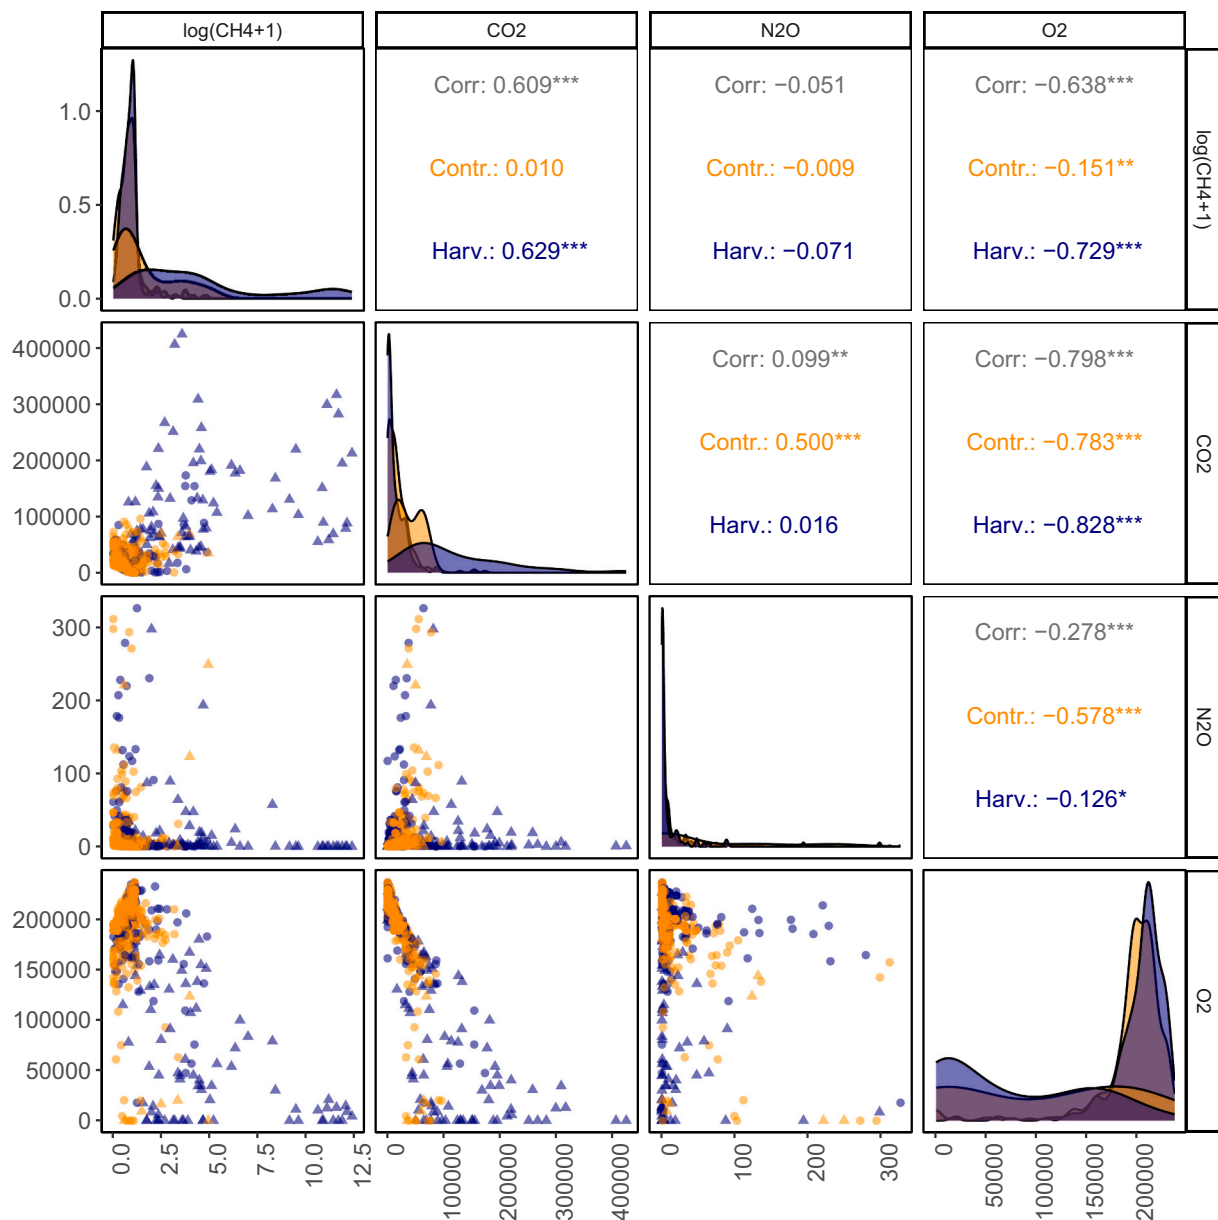 log(CH4+1) CO2 N2O O2
1.0
0.5
0.0
Corr: 0.609***
Contr.: 0.010
Harv.: 0.629***
Corr: −0.051
Contr.: −0.009
Harv.: −0.071
Corr: −0.638***
Contr.: −0.151**
Harv.: −0.729***
log(CH4+1)
400000
300000
200000
100000
0
Corr: 0.099**
Contr.: 0.500***
Harv.: 0.016
Corr: −0.798***
Contr.: −0.783***
Harv.: −0.828***
CO2
300
200
100
0
Corr: −0.278***
Contr.: −0.578***
Harv.: −0.126*
N2O
200000
150000
100000
50000
0
O2
0.0 2.5 5.0 7.5 10.0 12.5
0 100000 200000 300000 400000
0 100 200 300
0 50000 100000 150000 200000